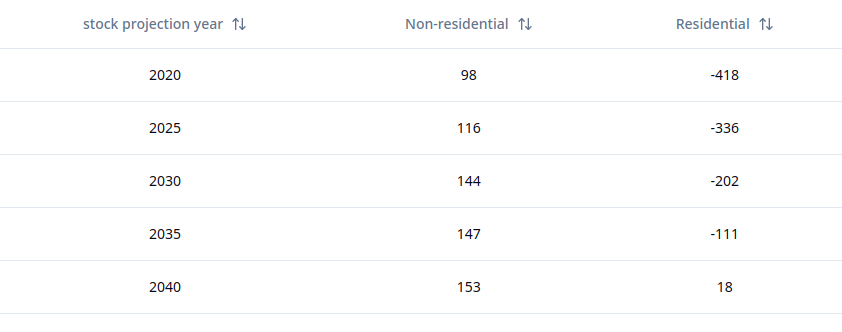 stock projection year Non-residential Residential
2020 98 -418
2025 116 -336
2030 144 -202
2035 147 -111
2040 153 18